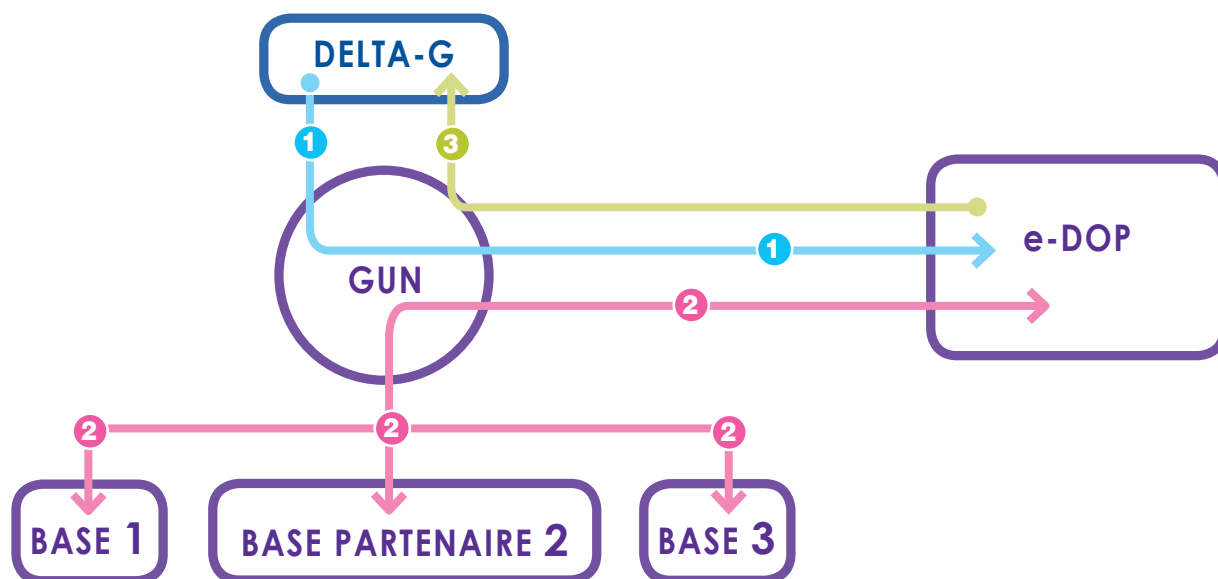 DELTA-G
1
3
e-DOP
1
GUN
2
2
2
2
BASE 1
BASE PARTENAIRE 2
BASE 3